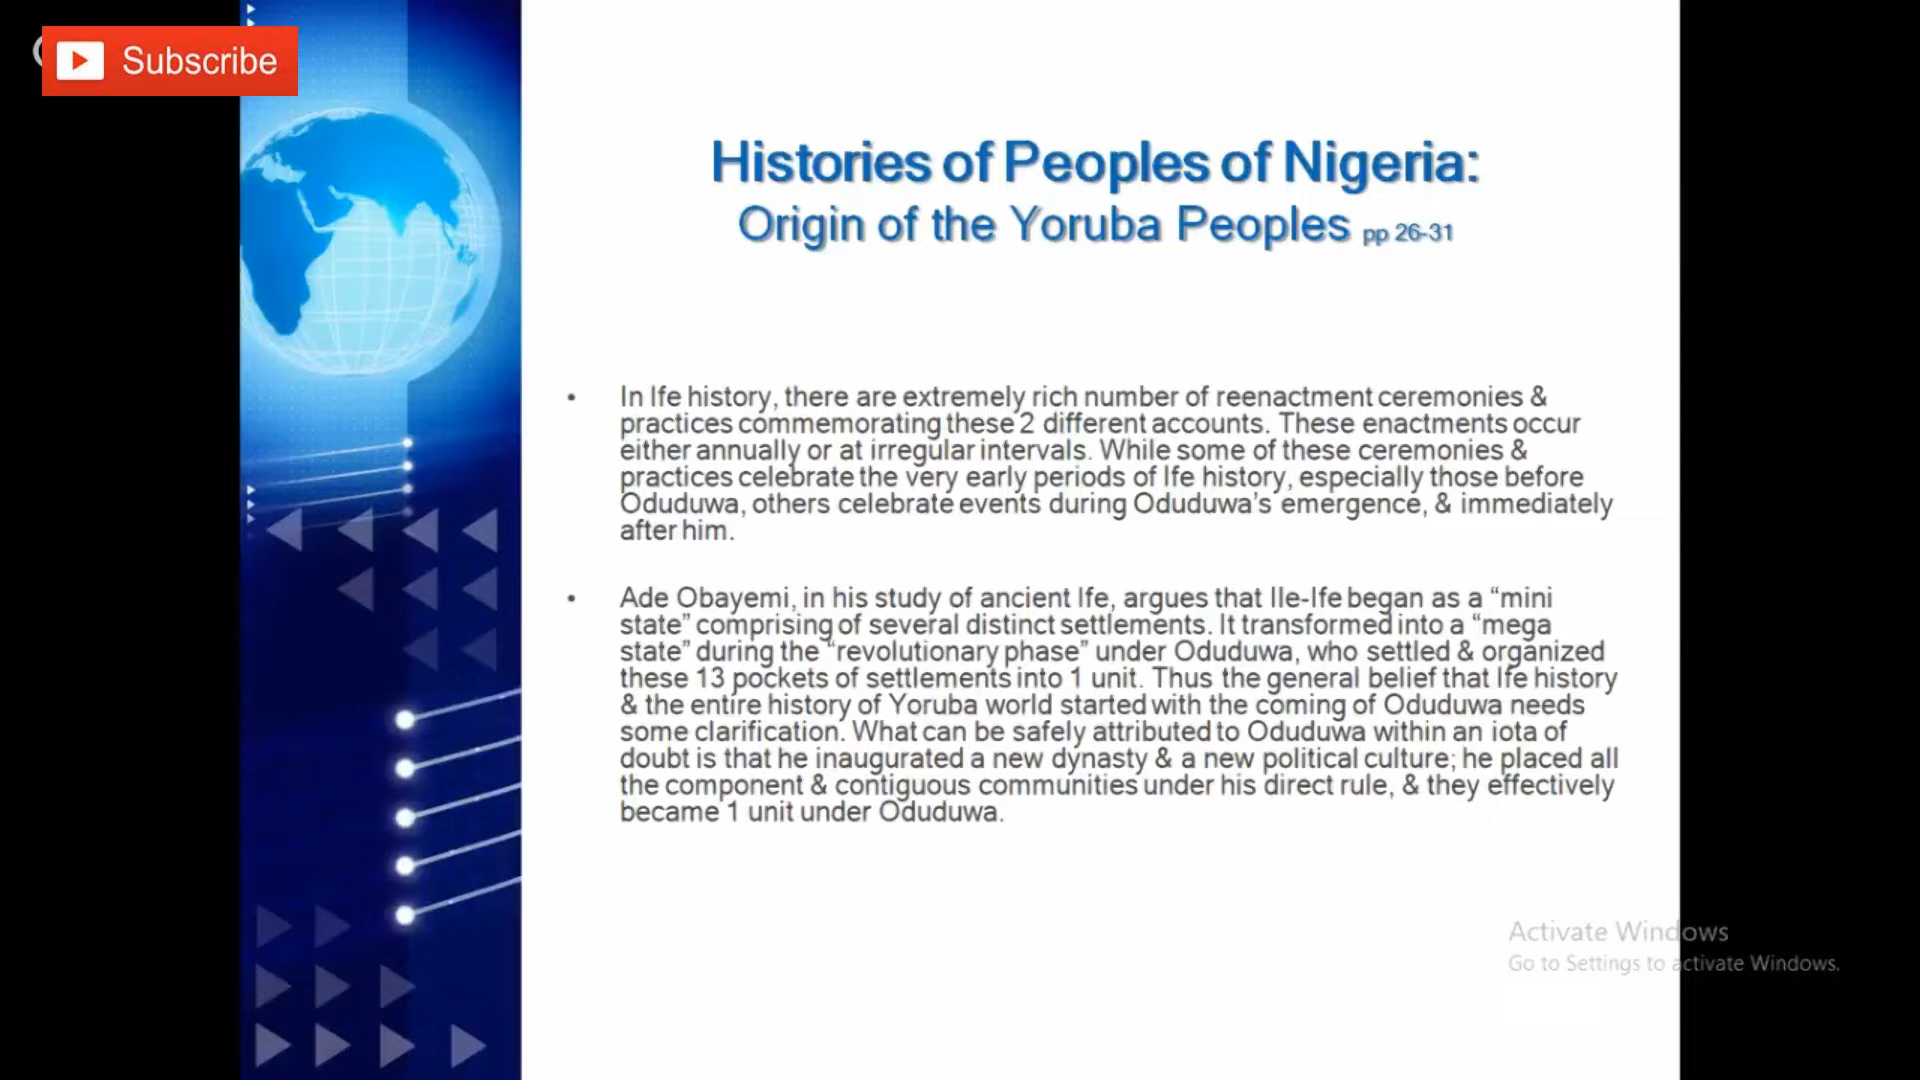 Subscribe
Histories of Peoples of Nigeria:
Origin of the Yoruba Peoples pp 26-31
• In Ife history, there are extremely rich number of reenactment ceremonies &
practices commemorating these 2 different accounts. These enactments occur
either annually or at irregular intervals. While some of these ceremonies &
practices celebrate the very early periods of Ife history, especially those before
Oduduwa, others celebrate events during Oduduwa's emergence, & immediately
after him.
• Ade Obayemi, in his study of ancient Ife, argues that Ile-Ife began as a “mini
state” comprising of several distinct settlements. It transformed into a “mega
state” during the “revolutionary phase” under Oduduwa, who settled & organized
these 13 pockets of settlements into 1 unit. Thus the general belief that Ife history
& the entire history of Yoruba world started with the coming of Oduduwa needs
some clarification. What can be safely attributed to Oduduwa within an iota of
doubt is that he inaugurated a new dynasty & a new political culture; he placed all
the component & contiguous communities under his direct rule, & they effectively
became 1 unit under Oduduwa.
Activate Windows
Go to Settings to activate Windows.